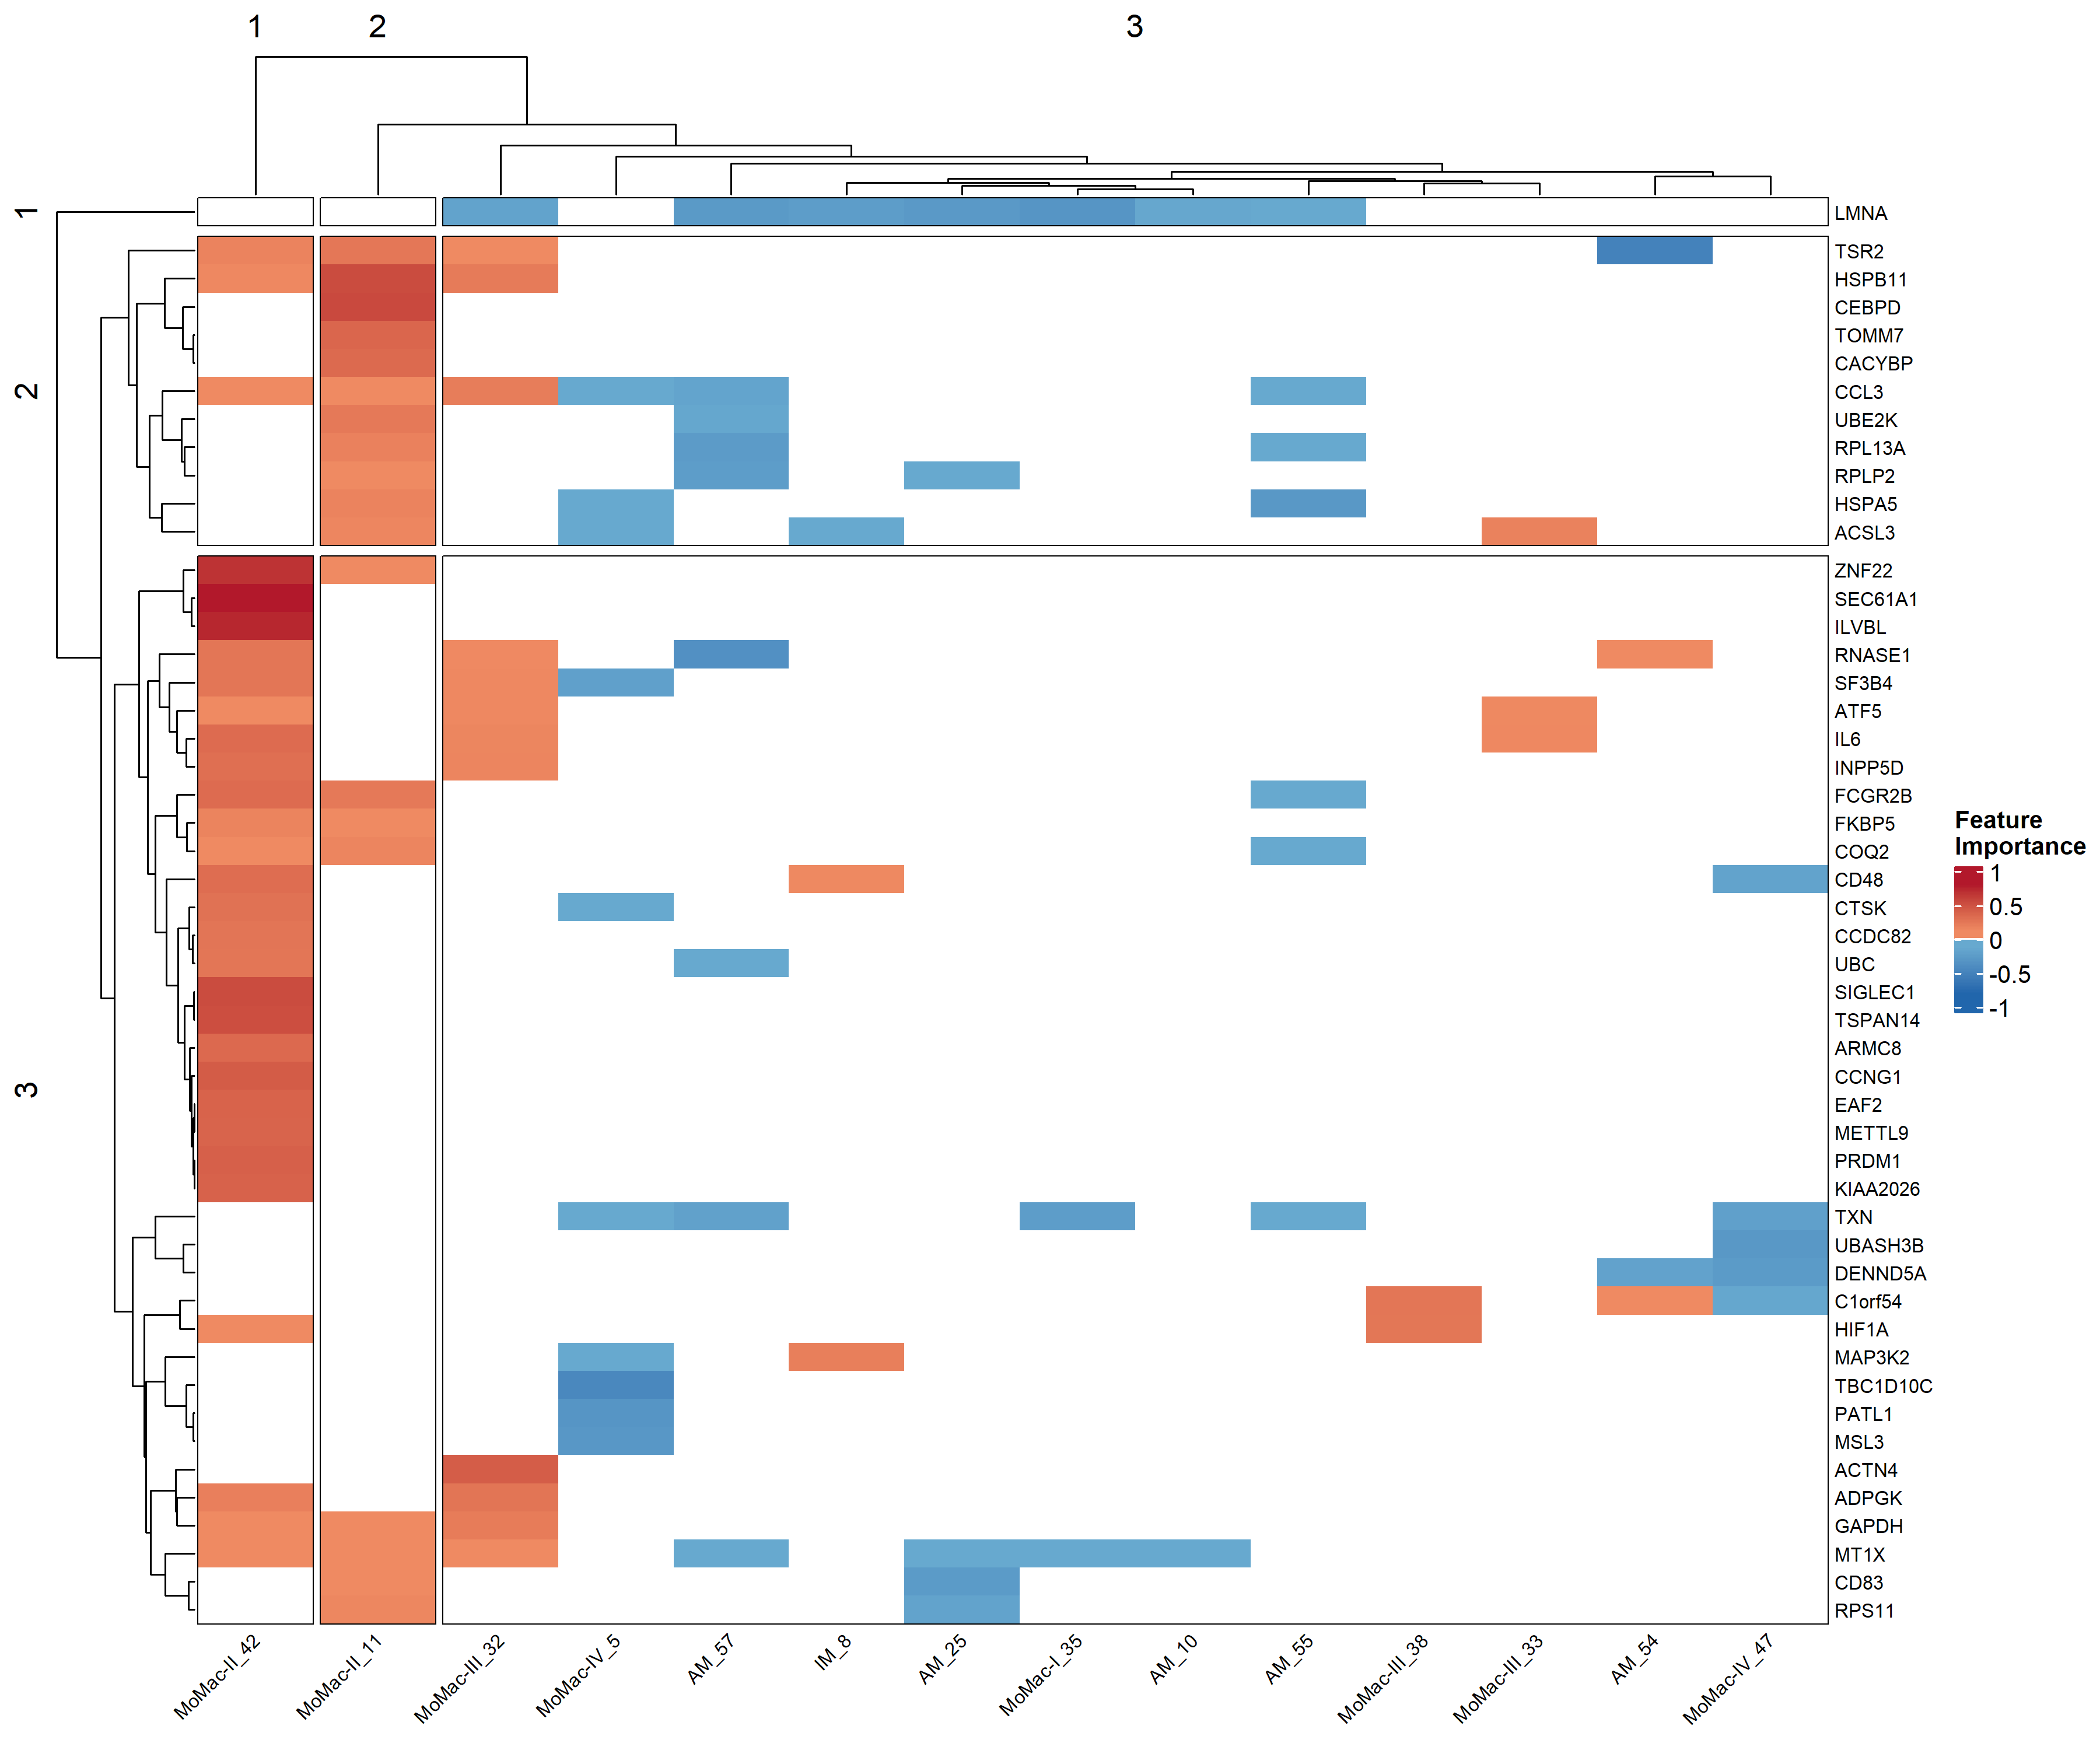 1
2
3
1
2
3
LMNA
TSR2
HSPB11
CEBPD
TOMM7
CACYBP
CCL3
UBE2K
RPL13A
RPLP2
HSPA5
ACSL3
ZNF22
SEC61A1
ILVBL
RNASE1
SF3B4
ATF5
IL6
INPP5D
FCGR2B
FKBP5
COQ2
CD48
CTSK
CCDC82
UBC
SIGLEC1
TSPAN14
ARMC8
CCNG1
EAF2
METTL9
PRDM1
KIAA2026
TXN
UBASH3B
DENND5A
C1orf54
HIF1A
MAP3K2
TBC1D10C
PATL1
MSL3
ACTN4
ADPGK
GAPDH
MT1X
CD83
RPS11
Feature
Importance
1
0.5
0
-0.5
-1
MoMac-II_42
MoMac-II_11
MoMac-III_32
MoMac-IV_5
AM_57
IM_8
AM_25
MoMac-I_35
AM_10
AM_55
MoMac-III_38
MoMac-III_33
AM_54
MoMac-IV_47